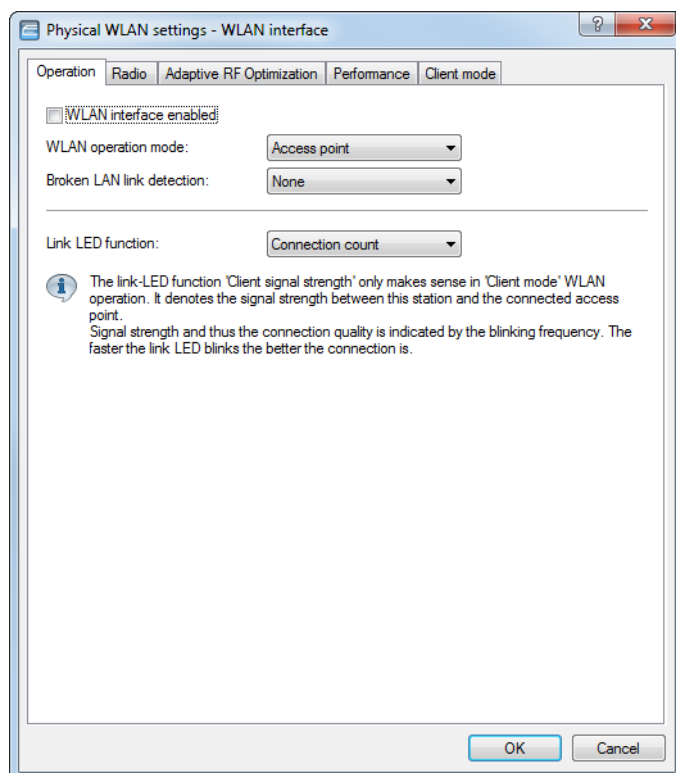 Physical WLAN settings - WLAN interface
Operation
Radio
Adaptive RF Optimization
Performance
Client mode
WLAN interface enabled
WLAN operation mode:
Access point
Broken LAN link detection:
None
Link LED function:
Connection count
The link-LED function 'Client signal strength' only makes sense in 'Client mode' WLAN
operation. It denotes the signal strength between this station and the connected access
point.
Signal strength and thus the connection quality is indicated by the blinking frequency. The
faster the link LED blinks the better the connection is.
OK
Cancel